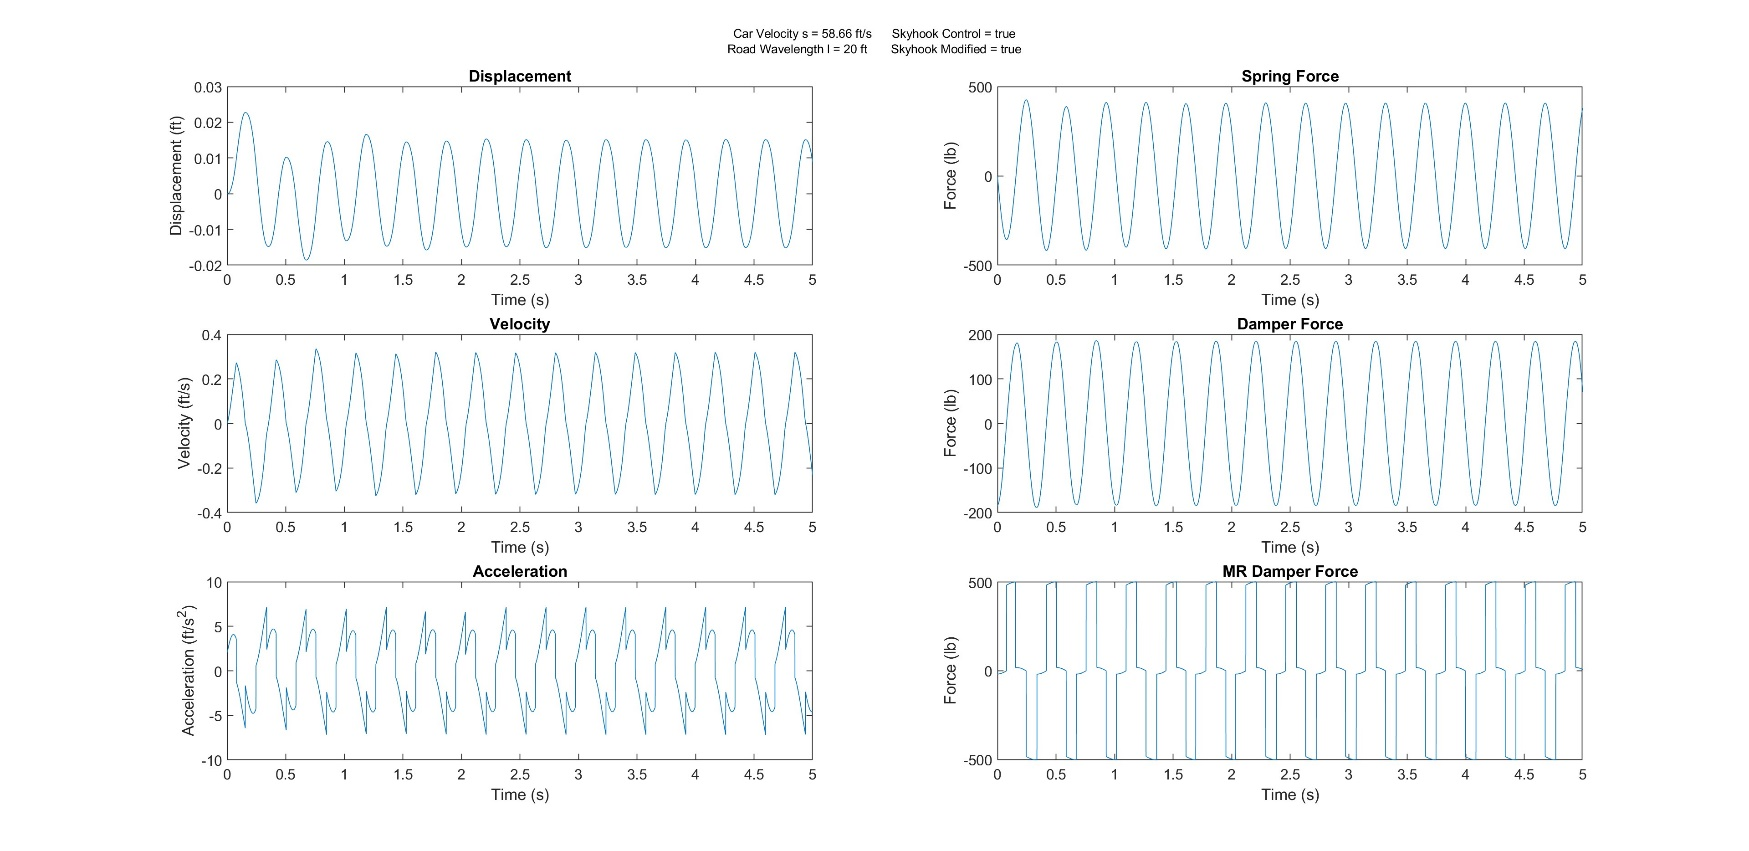 Car Velocity s = 58.66 ft/s Skyhook Control = true
Road Wavelength l = 20 ft Skyhook Modified = true
Displacement
0.03
0.02
0.01
0
-0.01
-0.02
Displacement (ft)
0 0.5 1 1.5 2 2.5 3 3.5 4 4.5 5
Time (s)
Spring Force
500
0
-500
Force (lb)
0 0.5 1 1.5 2 2.5 3 3.5 4 4.5 5
Time (s)
Velocity
0.4
0.2
0
-0.2
-0.4
Velocity (ft/s)
0 0.5 1 1.5 2 2.5 3 3.5 4 4.5 5
Time (s)
Damper Force
200
100
0
-100
-200
Force (lb)
0 0.5 1 1.5 2 2.5 3 3.5 4 4.5 5
Time (s)
Acceleration
10
5
0
-5
-10
Acceleration (ft/s²)
0 0.5 1 1.5 2 2.5 3 3.5 4 4.5 5
Time (s)
MR Damper Force
500
0
-500
Force (lb)
0 0.5 1 1.5 2 2.5 3 3.5 4 4.5 5
Time (s)